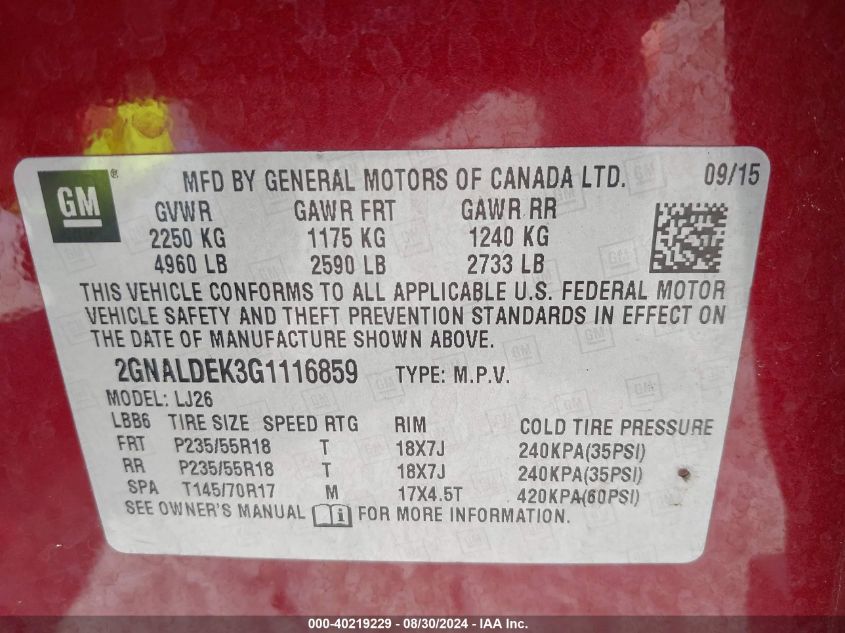 GM ® MFD BY GENERAL MOTORS OF CANADA LTD. 09/15
GVWR GAWR FRT GAWR RR
2250 KG 1175 KG 1240 KG
4960 LB 2590 LB 2733 LB
THIS VEHICLE CONFORMS TO ALL APPLICABLE U.S. FEDERAL MOTOR
VEHICLE SAFETY AND THEFT PREVENTION STANDARDS IN EFFECT ON
THE DATE OF MANUFACTURE SHOWN ABOVE.
2GNALDEK3G1116859 TYPE: M.P.V.
MODEL: LJ26
LBB6 TIRE SIZE SPEED RTG RIM COLD TIRE PRESSURE
FRT P235/55R18 T 18X7J 240KPA(35PSI)
RR P235/55R18 T 18X7J 240KPA(35PSI)
SPA T145/70R17 M 17X4.5T 420KPA(60PSI)
SEE OWNER'S MANUAL FOR MORE INFORMATION.
000-40219229 - 08/30/2024 - Copyright © 2024 IAA, Inc.